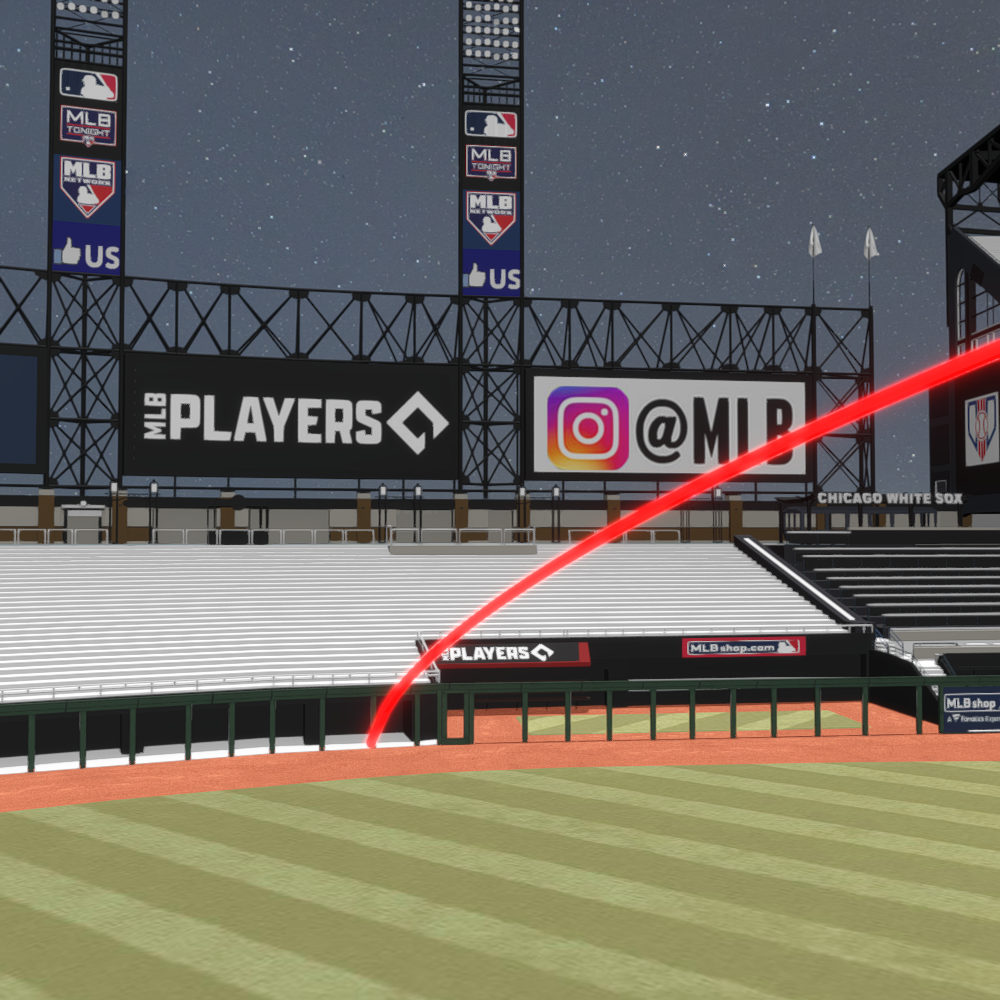 MLB
TONIGHT
MLB
NETWORK
US
MLB
TONIGHT
MLB
NETWORK
US
MLB PLAYERS
@MLB
CHICAGO WHITE SOX
PLAYERS
MLBshop.com
MLBshop
Fanatics